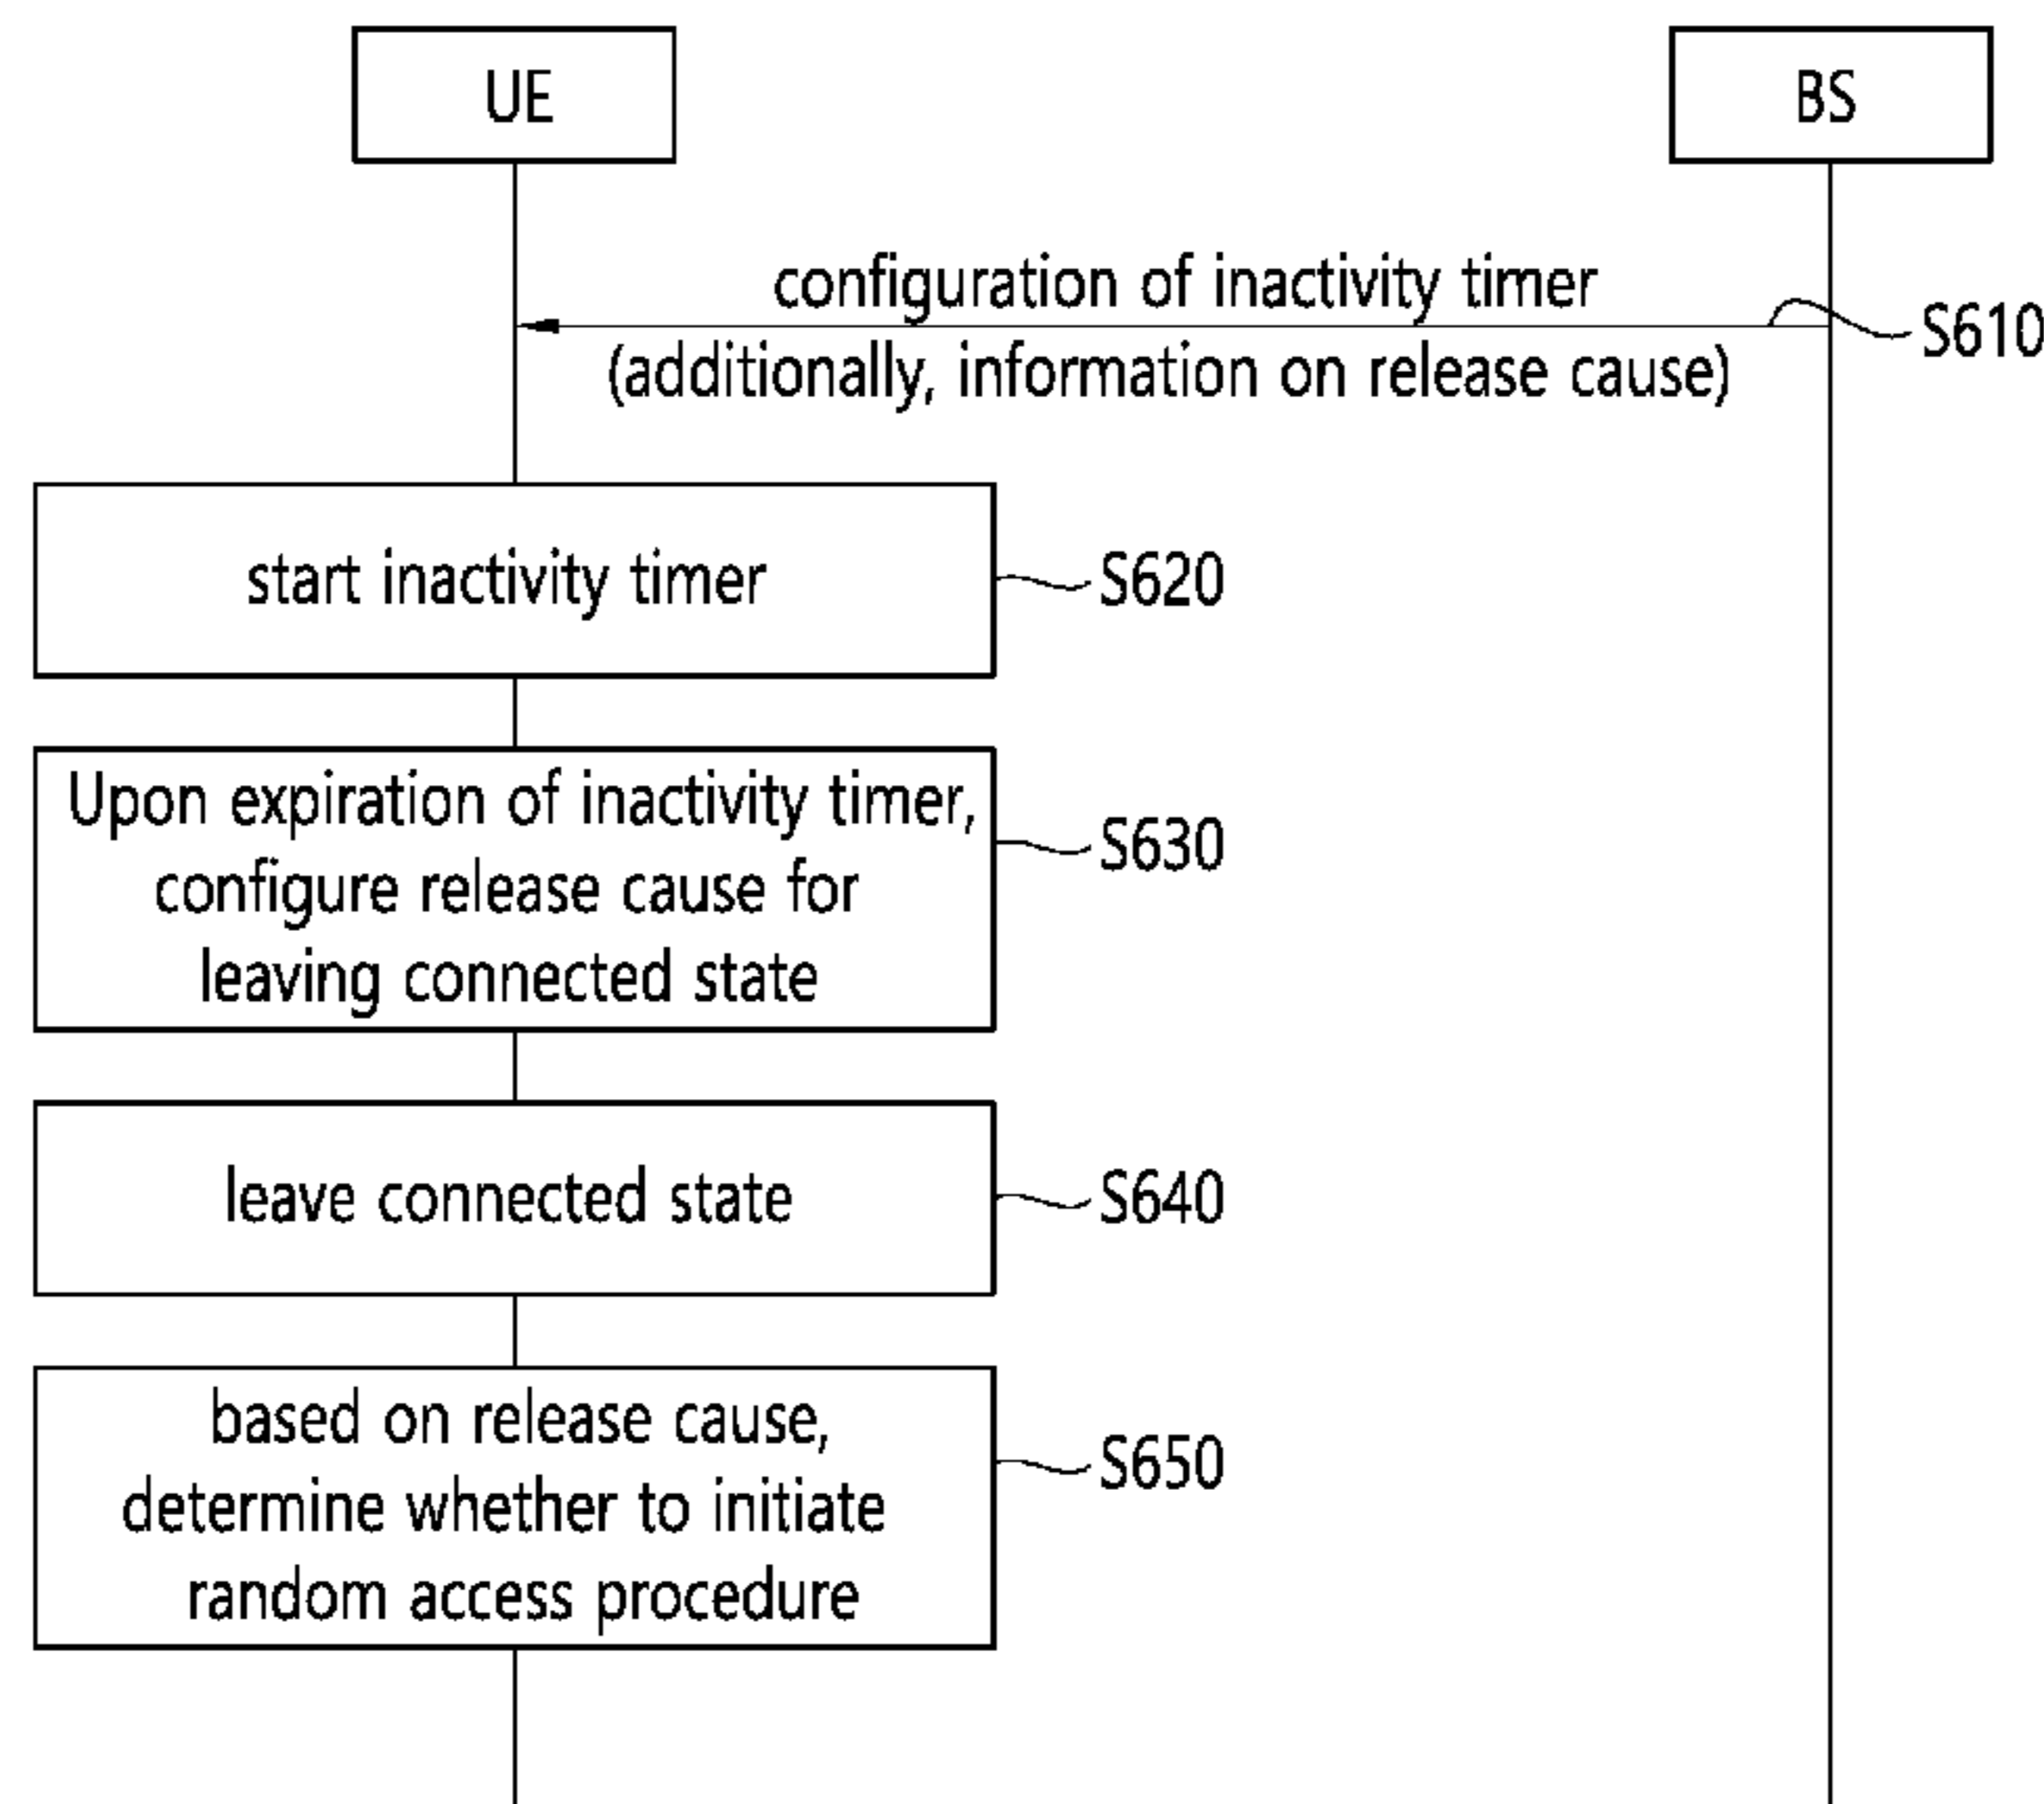 UE
BS
configuration of inactivity timer
(additionally, information on release cause)
S610
start inactivity timer
S620
Upon expiration of inactivity timer,
configure release cause for
leaving connected state
S630
leave connected state
S640
based on release cause,
determine whether to initiate
random access procedure
S650